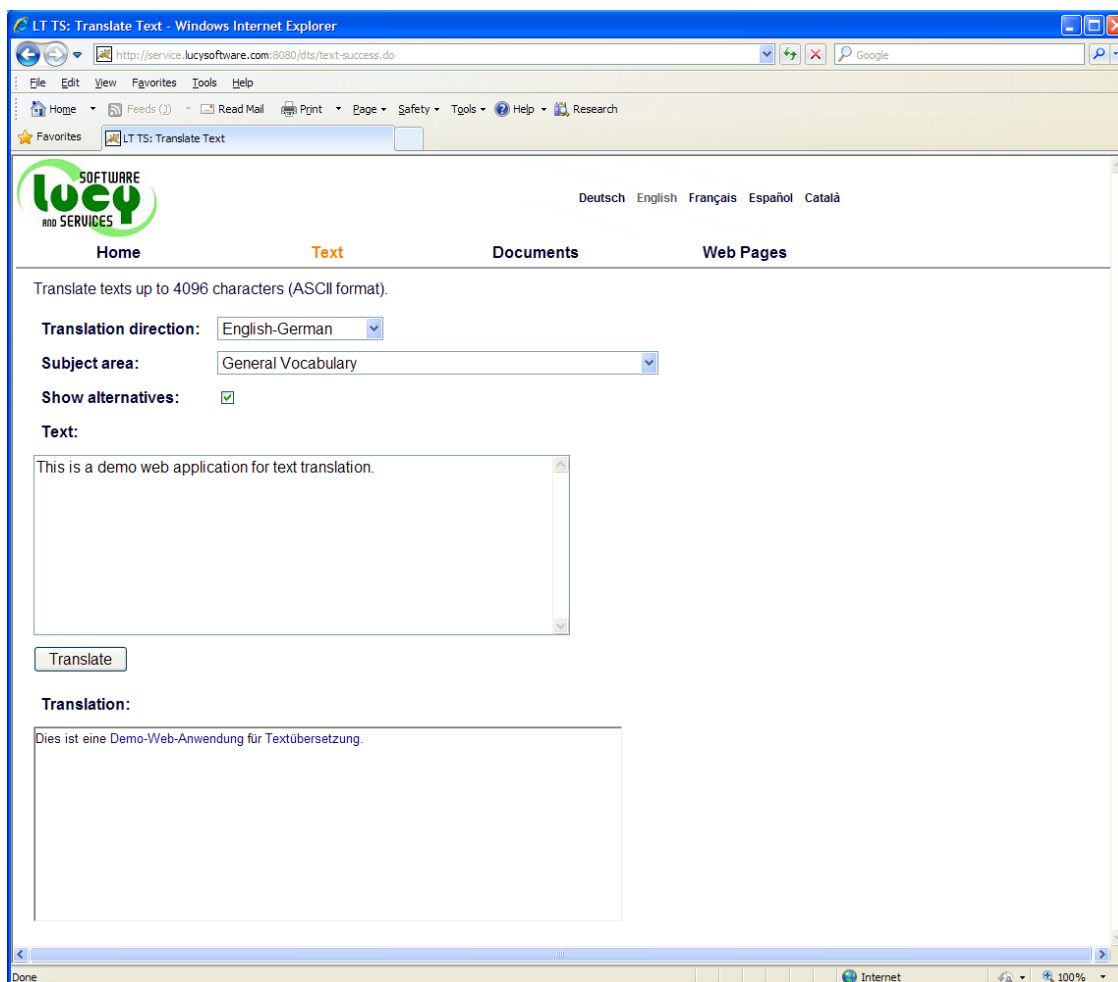 LT TS: Translate Text - Windows Internet Explorer
http://service.lucysoftware.com:8080/dts/text-success.do
Google
File Edit View Favorites Tools Help
Home Feeds (J) Read Mail Print Page Safety Tools Help Research
Favorites LT TS: Translate Text
SOFTWARE
lucy
AND SERVICES
Deutsch English Français Español Català
Home Text Documents Web Pages
Translate texts up to 4096 characters (ASCII format).
Translation direction: English-German
Subject area: General Vocabulary
Show alternatives:
Text:
This is a demo web application for text translation.
Translate
Translation:
Dies ist eine Demo-Web-Anwendung für Textübersetzung.
Done Internet 100%